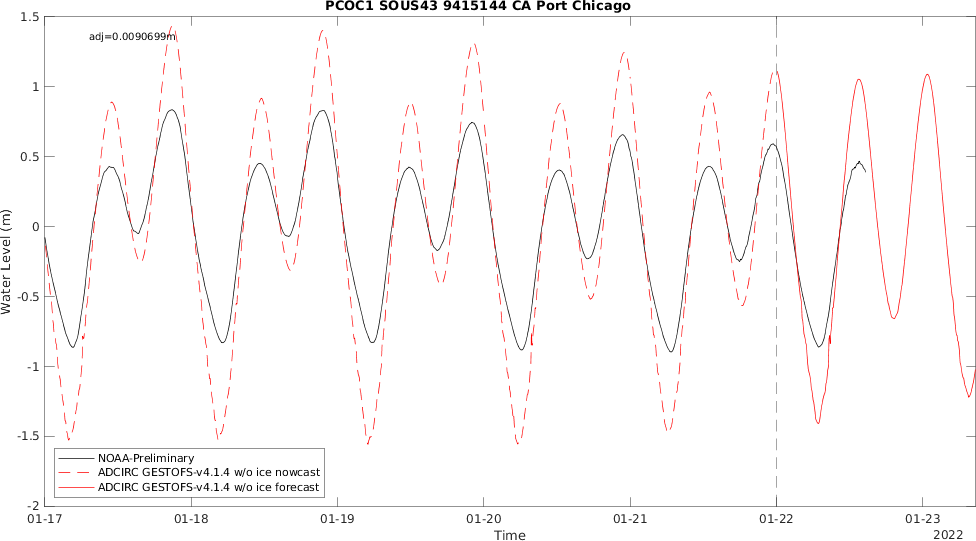 PCOC1 SOUS43 9415144 CA Port Chicago
adj=0.0090699m
1.5
1
0.5
0
-0.5
-1
-1.5
-2
Water Level (m)
NOAA-Preliminary
ADCIRC GESTOFS-v4.1.4 w/o ice nowcast
ADCIRC GESTOFS-v4.1.4 w/o ice forecast
01-17 01-18 01-19 01-20 01-21 01-22 01-23
Time
2022